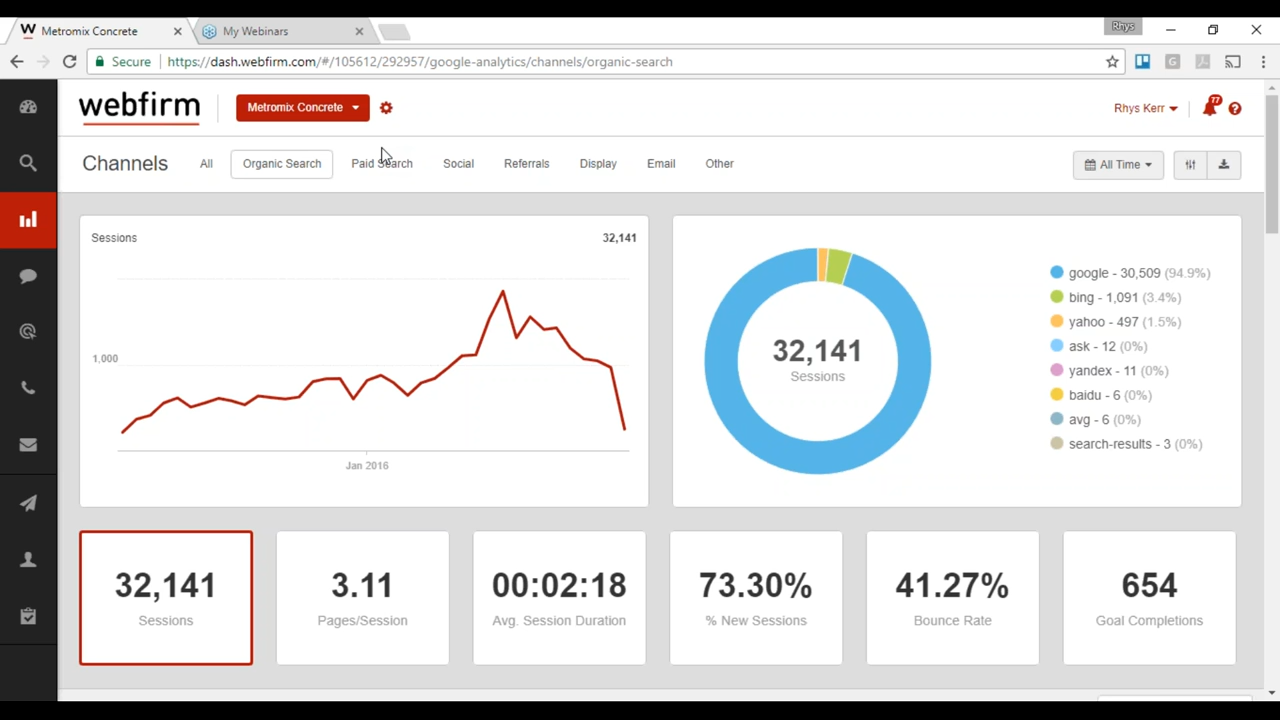 Metromix Concrete
My Webinars
Rhys
Secure https://dash.webfirm.com/#/105612/292957/google-analytics/channels/organic-search
webfirm
Metromix Concrete
Rhys Kerr
77
Channels
All
Organic Search
Paid Search
Social
Referrals
Display
Email
Other
All Time
Sessions
32,141
1,000
Jan 2016
32,141
Sessions
google - 30,509 (94.9%)
bing - 1,091 (3.4%)
yahoo - 497 (1.5%)
ask - 12 (0%)
yandex - 11 (0%)
baidu - 6 (0%)
avg - 6 (0%)
search-results - 3 (0%)
32,141
Sessions
3.11
Pages/Session
00:02:18
Avg. Session Duration
73.30%
% New Sessions
41.27%
Bounce Rate
654
Goal Completions